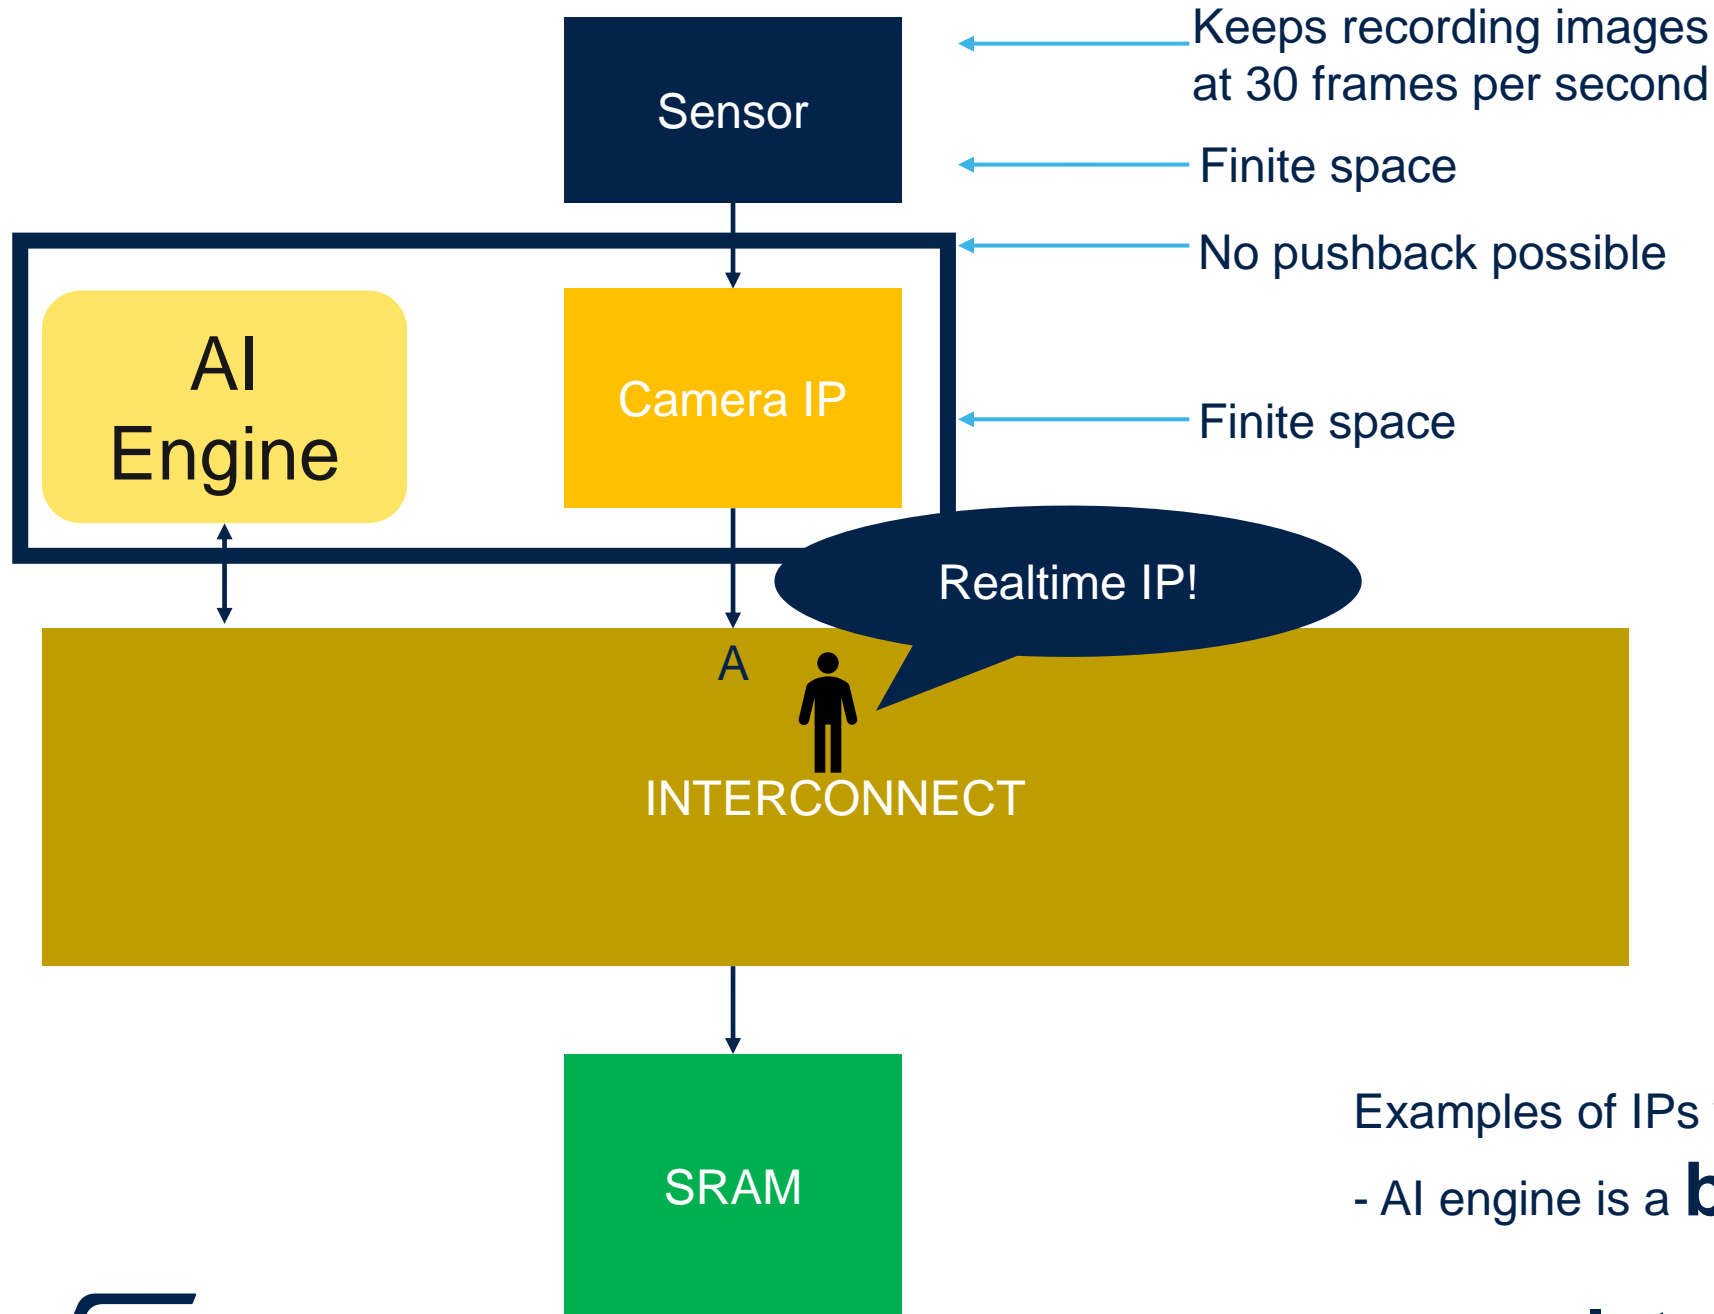 Keeps recording images
at 30 frames per second
Sensor
Finite space
No pushback possible
AI
Engine
Camera IP
Finite space
Realtime IP!
A
INTERCONNECT
SRAM
Examples of IPs
- AI engine is a